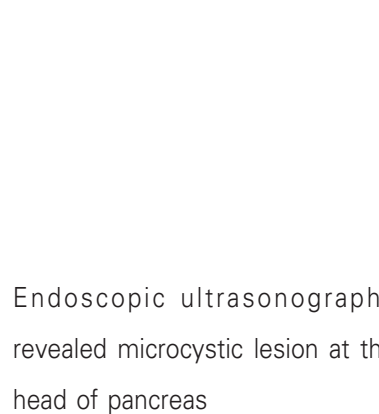 Endoscopic ultrasonograph
revealed microcystic lesion at th
head of pancreas